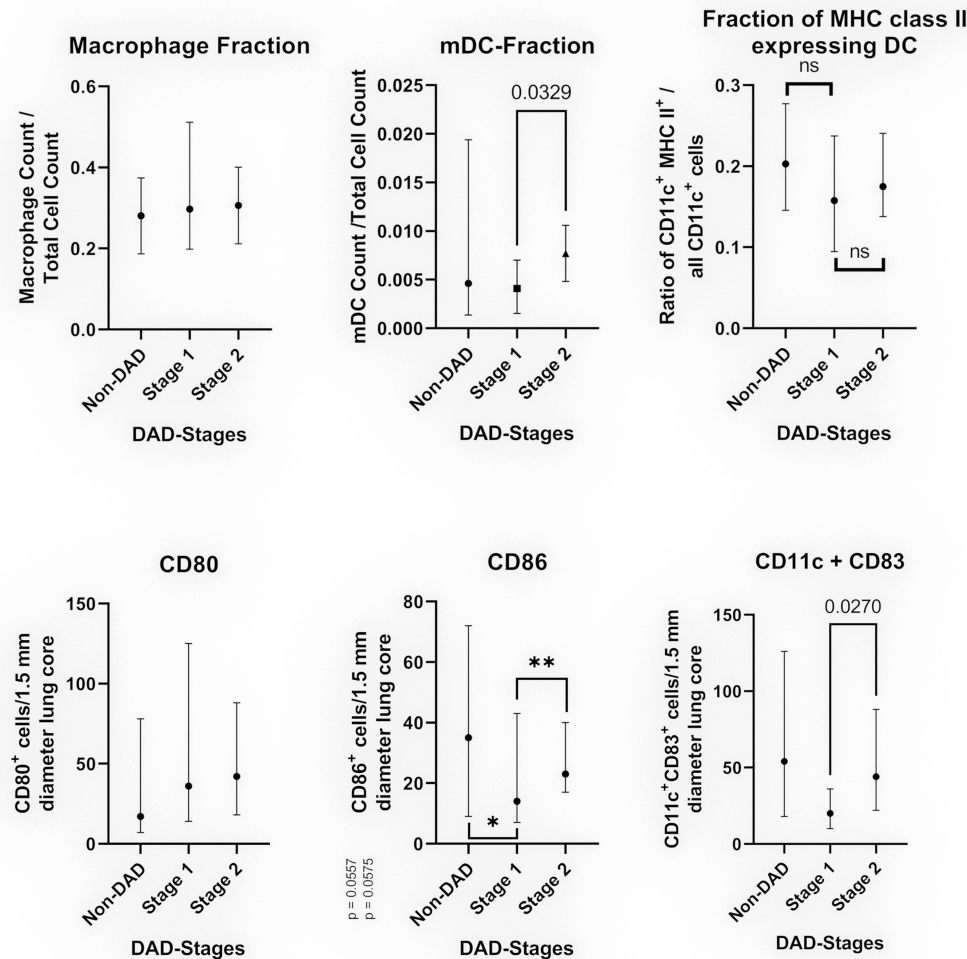 Macrophage Fraction
Macrophage Count /
Total Cell Count
0.6
0.4
0.2
0.0
Non-DAD
Stage 1
Stage 2
DAD-Stages
mDC-Fraction
mDC Count /Total Cell Count
0.025
0.020
0.015
0.010
0.005
0.000
0.0329
Non-DAD
Stage 1
Stage 2
DAD-Stages
Fraction of MHC class II
expressing DC
Ratio of CD11c⁺ MHC II⁺ /
all CD11c⁺ cells
0.3
0.2
0.1
0.0
ns
ns
Non-DAD
Stage 1
Stage 2
DAD-Stages
CD80
CD80⁺ cells/1.5 mm
diameter lung core
150
100
50
0
Non-DAD
Stage 1
Stage 2
DAD-Stages
CD86
CD86⁺ cells/1.5 mm
diameter lung core
80
60
40
20
0
**
*
p = 0.0557
p = 0.0575
Non-DAD
Stage 1
Stage 2
DAD-Stages
CD11c + CD83
CD11c⁺CD83⁺ cells/1.5 mm
diameter lung core
150
100
50
0
0.0270
Non-DAD
Stage 1
Stage 2
DAD-Stages